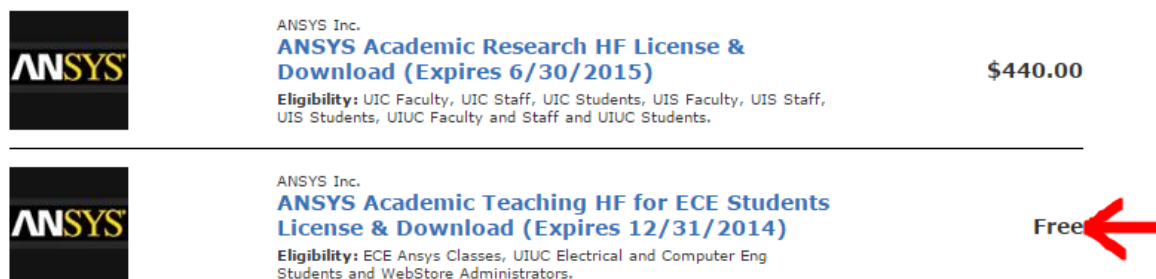 ANSYS
ANSYS Inc.
ANSYS Academic Research HF License &
Download (Expires 6/30/2015)
$440.00
Eligibility: UIC Faculty, UIC Staff, UIC Students, UIS Faculty, UIS Staff,
UIS Students, UIUC Faculty and Staff and UIUC Students.
ANSYS
ANSYS Inc.
ANSYS Academic Teaching HF for ECE Students
License & Download (Expires 12/31/2014)
Free
Eligibility: ECE Ansys Classes, UIUC Electrical and Computer Eng
Students and WebStore Administrators.